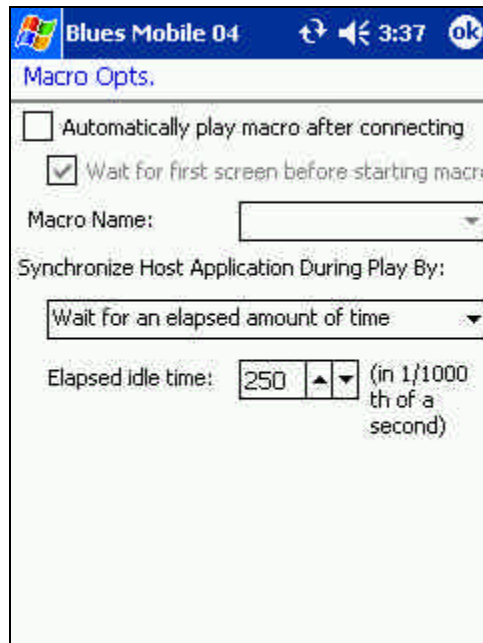 Blues Mobile 04 3:37 ok
Macro Opts.
Automatically play macro after connecting
Wait for first screen before starting macro
Macro Name:
Synchronize Host Application During Play By:
Wait for an elapsed amount of time
Elapsed idle time: 250 (in 1/1000
th of a
second)